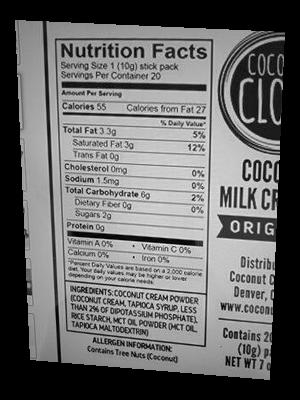 Nutrition Facts
Serving Size 1 (10g) stick pack
Servings Per Container 20
Amount Per Serving
Calories 55 Calories from Fat 27
% Daily Value*
Total Fat 3.3g 5%
Saturated Fat 3g 12%
Trans Fat 0g
Cholesterol 0mg 0%
Sodium 1.5mg 0%
Total Carbohydrate 6g 2%
Dietary Fiber 0g 0%
Sugars 2g
Protein 0g
Vitamin A 0% • Vitamin C 0%
Calcium 0% • Iron 0%
*Percent Daily Values are based on a 2,000 calorie
diet. Your daily values may be higher or lower
depending on your calorie needs.
INGREDIENTS: COCONUT CREAM POWDER
(COCONUT CREAM, TAPIOCA SYRUP, LESS
THAN 2% OF DIPOTASSIUM PHOSPHATE),
RICE STARCH, MCT OIL POWDER (MCT OIL,
TAPIOCA MALTODEXTRIN)
ALLERGEN INFORMATION:
Contains Tree Nuts (Coconut)
COCO
CLO
COCO
MILK CR
ORIG
Distribu
Coconut C
Denver, C
www.coconu
Contains 20
(10g) pa
NET WT 7 o